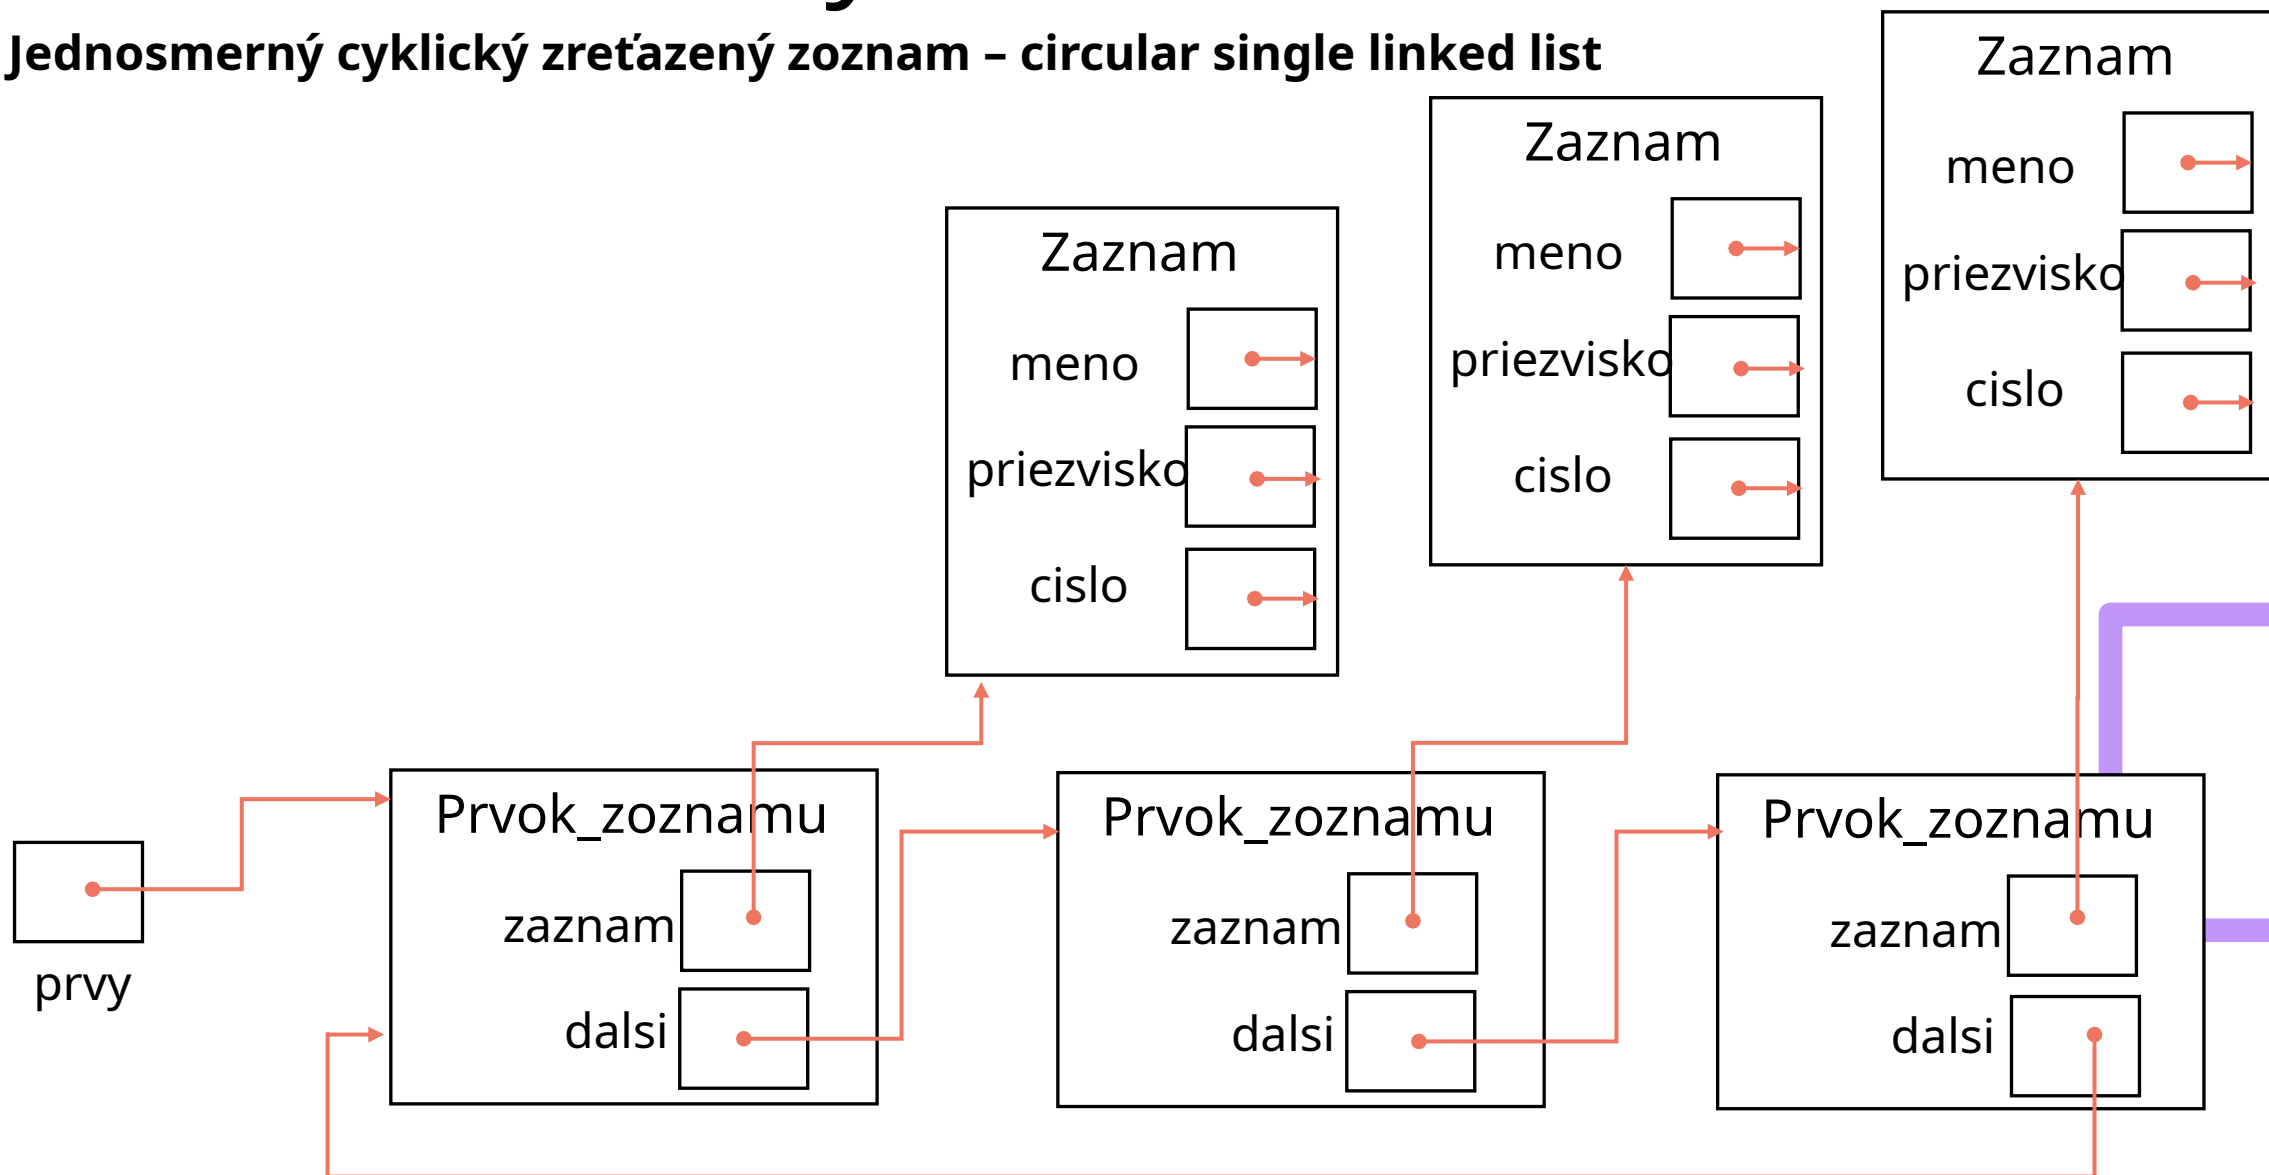 Jednosmerný cyklický zreťazený zoznam – circular single linked list
Zaznam
meno
priezvisko
cislo
Zaznam
meno
priezvisko
cislo
Zaznam
meno
priezvisko
cislo
prvy
Prvok_zoznamu
zaznam
dalsi
Prvok_zoznamu
zaznam
dalsi
Prvok_zoznamu
zaznam
dalsi